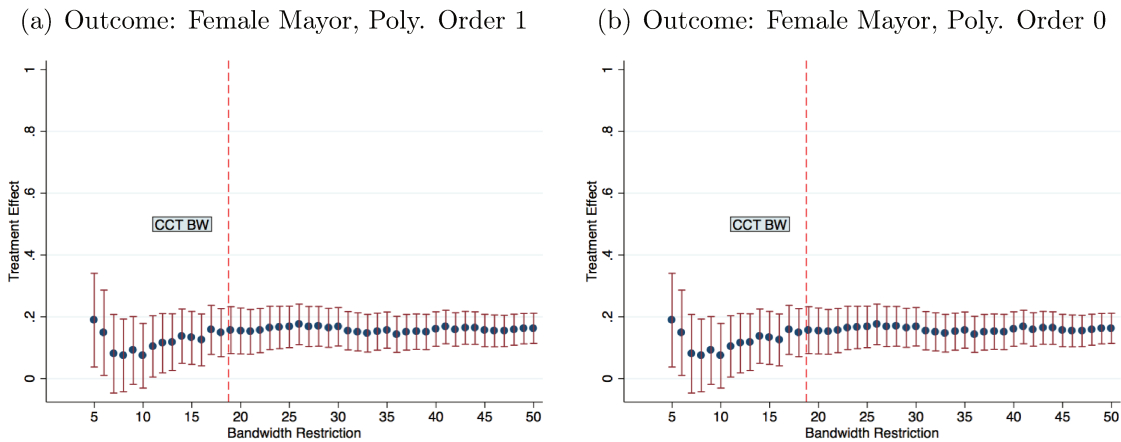 (a) Outcome: Female Mayor, Poly. Order 1
1
.8
.6
.4
.2
0
Treatment Effect
CCT BW
5 10 15 20 25 30 35 40 45 50
Bandwidth Restriction
(b) Outcome: Female Mayor, Poly. Order 0
1
.8
.6
.4
.2
0
Treatment Effect
CCT BW
5 10 15 20 25 30 35 40 45 50
Bandwidth Restriction